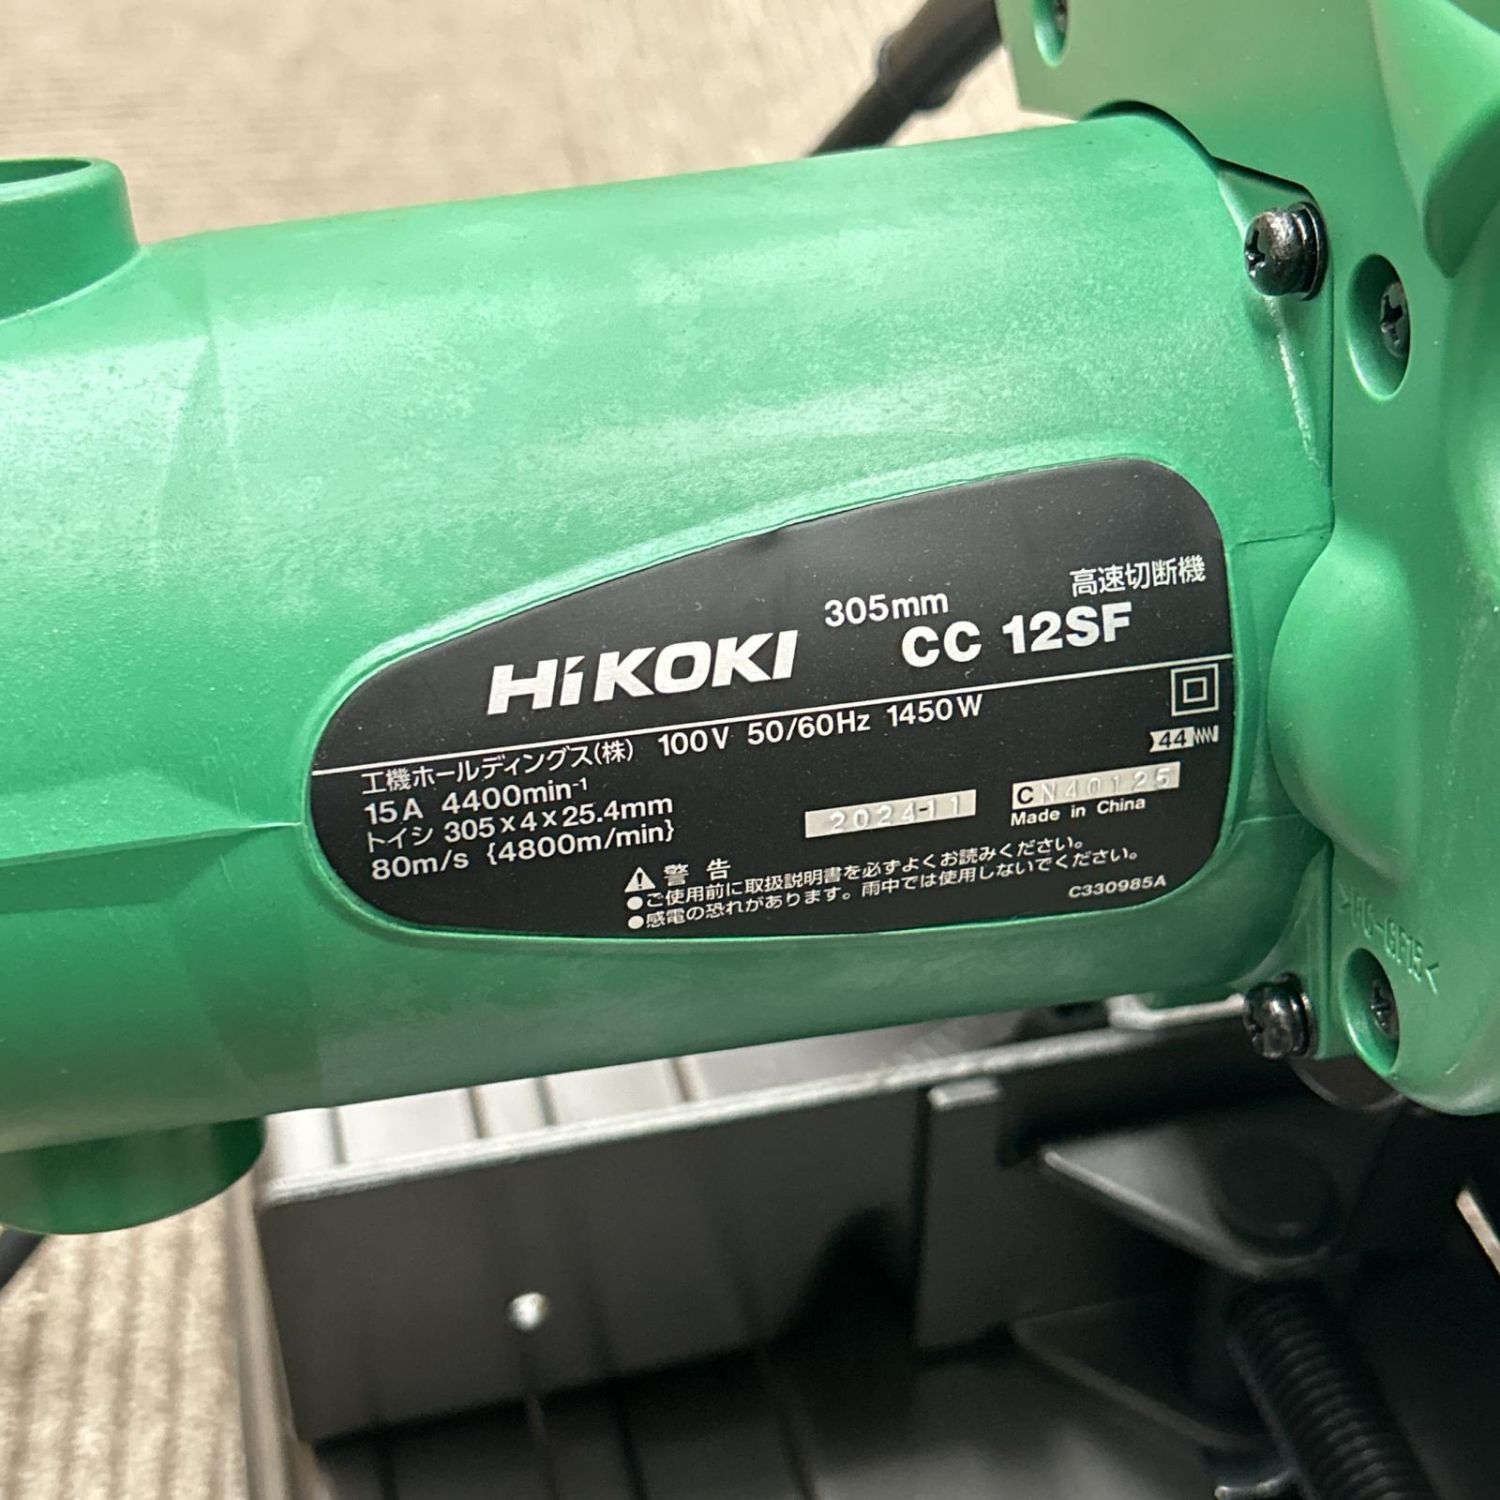 305mm 高速切断機
HiKOKI CC 12SF
工機ホールディングス(株) 100V 50/60Hz 1450W
15A 4400min⁻¹
トイシ 305×4×25.4mm
80m/s {4800m/min}
44
2024-11 CN40125
Made in China
警告
●ご使用前に取扱説明書を必ずよくお読みください。
●感電の恐れがあります。雨中では使用しないでください。
C330985A